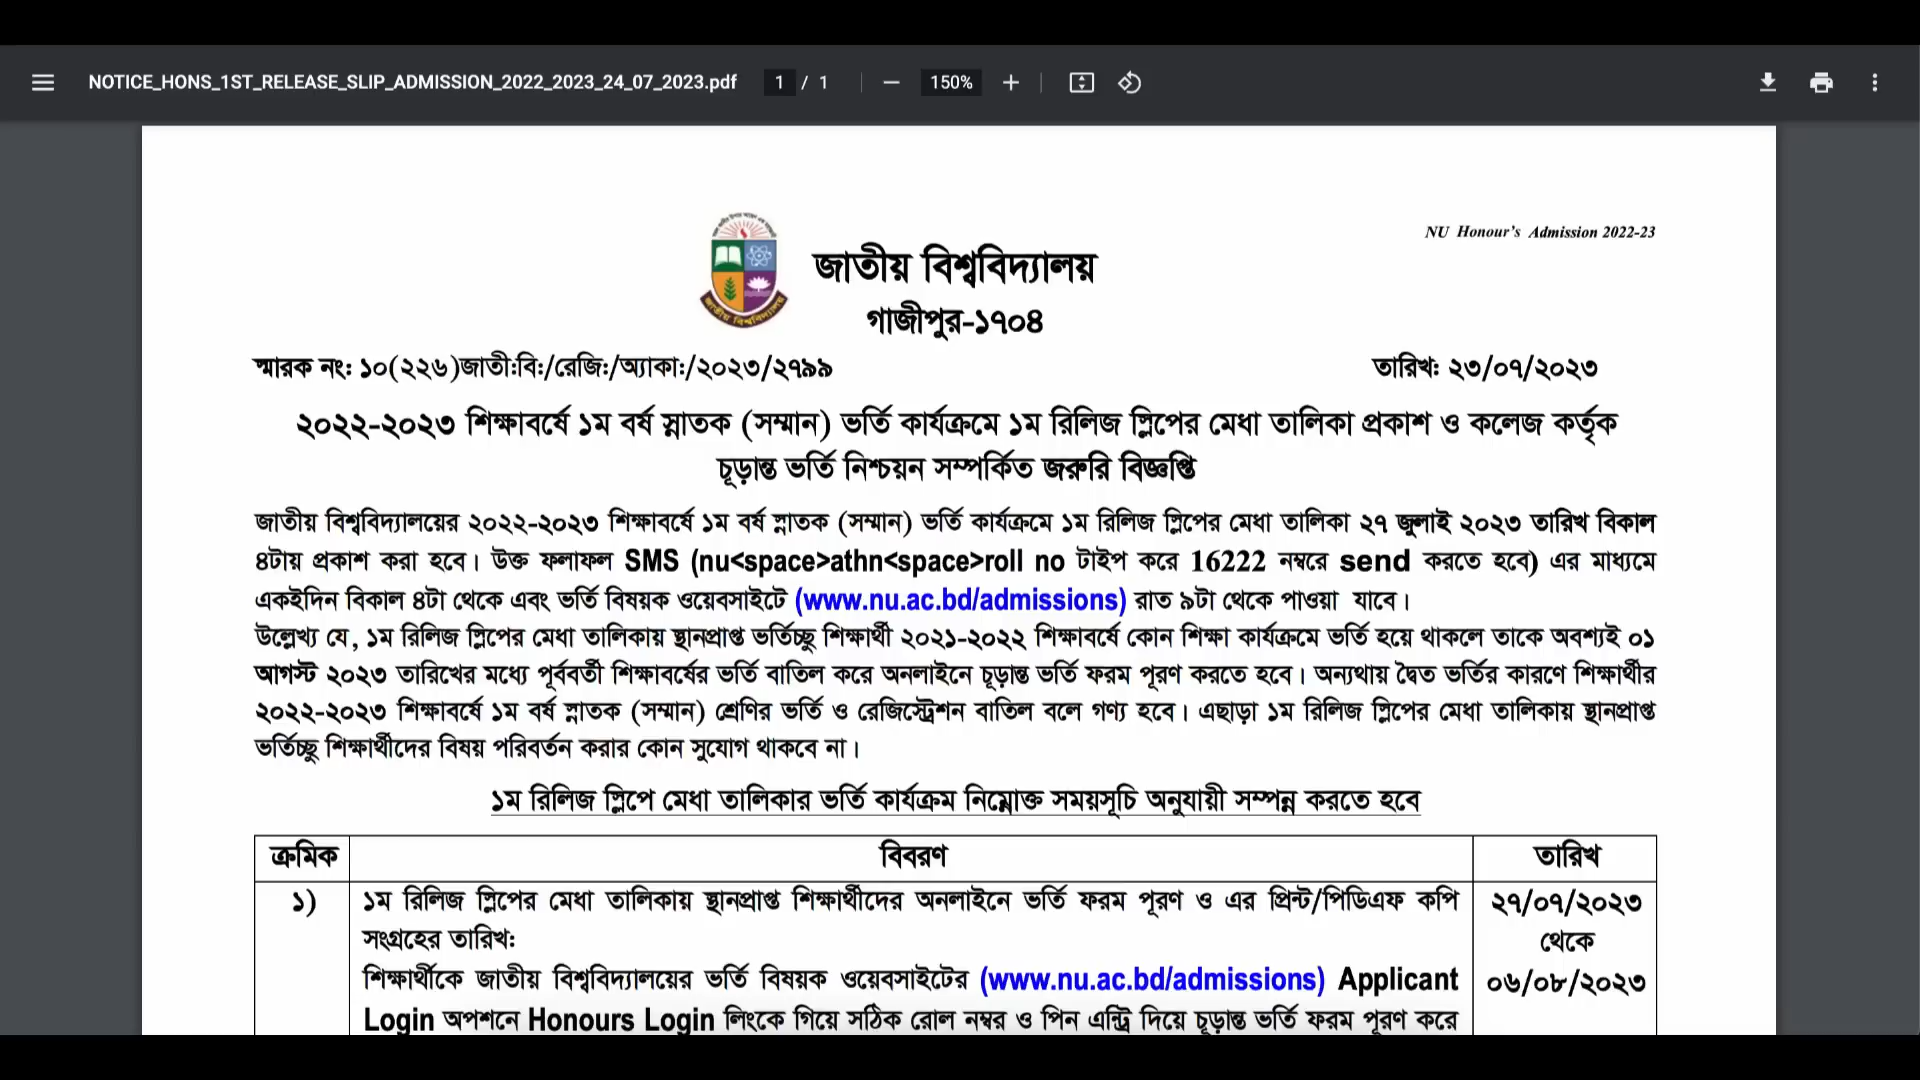 NOTICE_HONS_1ST_RELEASE_SLIP_ADMISSION_2022_2023_24_07_2023.pdf 1 / 1 150%
NU Honour's Admission 2022-23
জাতীয় বিশ্ববিদ্যালয়
গাজীপুর-১৭০৪
স্মারক নং: ১০(২২৬)জাতী:বি:/রেজি:/অ্যাকা:/২০২৩/২৭৯৯ তারিখ: ২৩/০৭/২০২৩
২০২২-২০২৩ শিক্ষাবর্ষে ১ম বর্ষ স্নাতক (সম্মান) ভর্তি কার্যক্রমে ১ম রিলিজ স্লিপের মেধা তালিকা প্রকাশ ও কলেজ কর্তৃক
চূড়ান্ত ভর্তি নিশ্চয়ন সম্পর্কিত জরুরি বিজ্ঞপ্তি
জাতীয় বিশ্ববিদ্যালয়ের ২০২২-২০২৩ শিক্ষাবর্ষে ১ম বর্ষ স্নাতক (সম্মান) ভর্তি কার্যক্রমে ১ম রিলিজ স্লিপের মেধা তালিকা ২৭ জুলাই ২০২৩ তারিখ বিকাল
৪টায় প্রকাশ করা হবে। উক্ত ফলাফল SMS (nu<space>athn<space>roll no টাইপ করে 16222 নম্বরে send করতে হবে) এর মাধ্যমে
একইদিন বিকাল ৪টা থেকে এবং ভর্তি বিষয়ক ওয়েবসাইটে (www.nu.ac.bd/admissions) রাত ৯টা থেকে পাওয়া যাবে।
উল্লেখ্য যে, ১ম রিলিজ স্লিপের মেধা তালিকায় স্থানপ্রাপ্ত ভর্তিচ্ছু শিক্ষার্থী ২০২১-২০২২ শিক্ষাবর্ষে কোন শিক্ষা কার্যক্রমে ভর্তি হয়ে থাকলে তাকে অবশ্যই ০১
আগস্ট ২০২৩ তারিখের মধ্যে পূর্ববর্তী শিক্ষাবর্ষের ভর্তি বাতিল করে অনলাইনে চূড়ান্ত ভর্তি ফরম পূরণ করতে হবে। অন্যথায় দ্বৈত ভর্তির কারণে শিক্ষার্থীর
২০২২-২০২৩ শিক্ষাবর্ষে ১ম বর্ষ স্নাতক (সম্মান) শ্রেণির ভর্তি ও রেজিস্ট্রেশন বাতিল বলে গণ্য হবে। এছাড়া ১ম রিলিজ স্লিপের মেধা তালিকায় স্থানপ্রাপ্ত
ভর্তিচ্ছু শিক্ষার্থীদের বিষয় পরিবর্তন করার কোন সুযোগ থাকবে না।
১ম রিলিজ স্লিপে মেধা তালিকার ভর্তি কার্যক্রম নিম্নোক্ত সময়সূচি অনুযায়ী সম্পন্ন করতে হবে
ক্রমিক বিবরণ তারিখ
১) ১ম রিলিজ স্লিপের মেধা তালিকায় স্থানপ্রাপ্ত শিক্ষার্থীদের অনলাইনে ভর্তি ফরম পূরণ ও এর প্রিন্ট/পিডিএফ কপি ২৭/০৭/২০২৩
সংগ্রহের তারিখ: থেকে
শিক্ষার্থীকে জাতীয় বিশ্ববিদ্যালয়ের ভর্তি বিষয়ক ওয়েবসাইটের (www.nu.ac.bd/admissions) Applicant ০৬/০৮/২০২৩
Login অপশনে Honours Login লিংকে গিয়ে সঠিক রোল নম্বর ও পিন এন্ট্রি দিয়ে চূড়ান্ত ভর্তি ফরম পূরণ করে